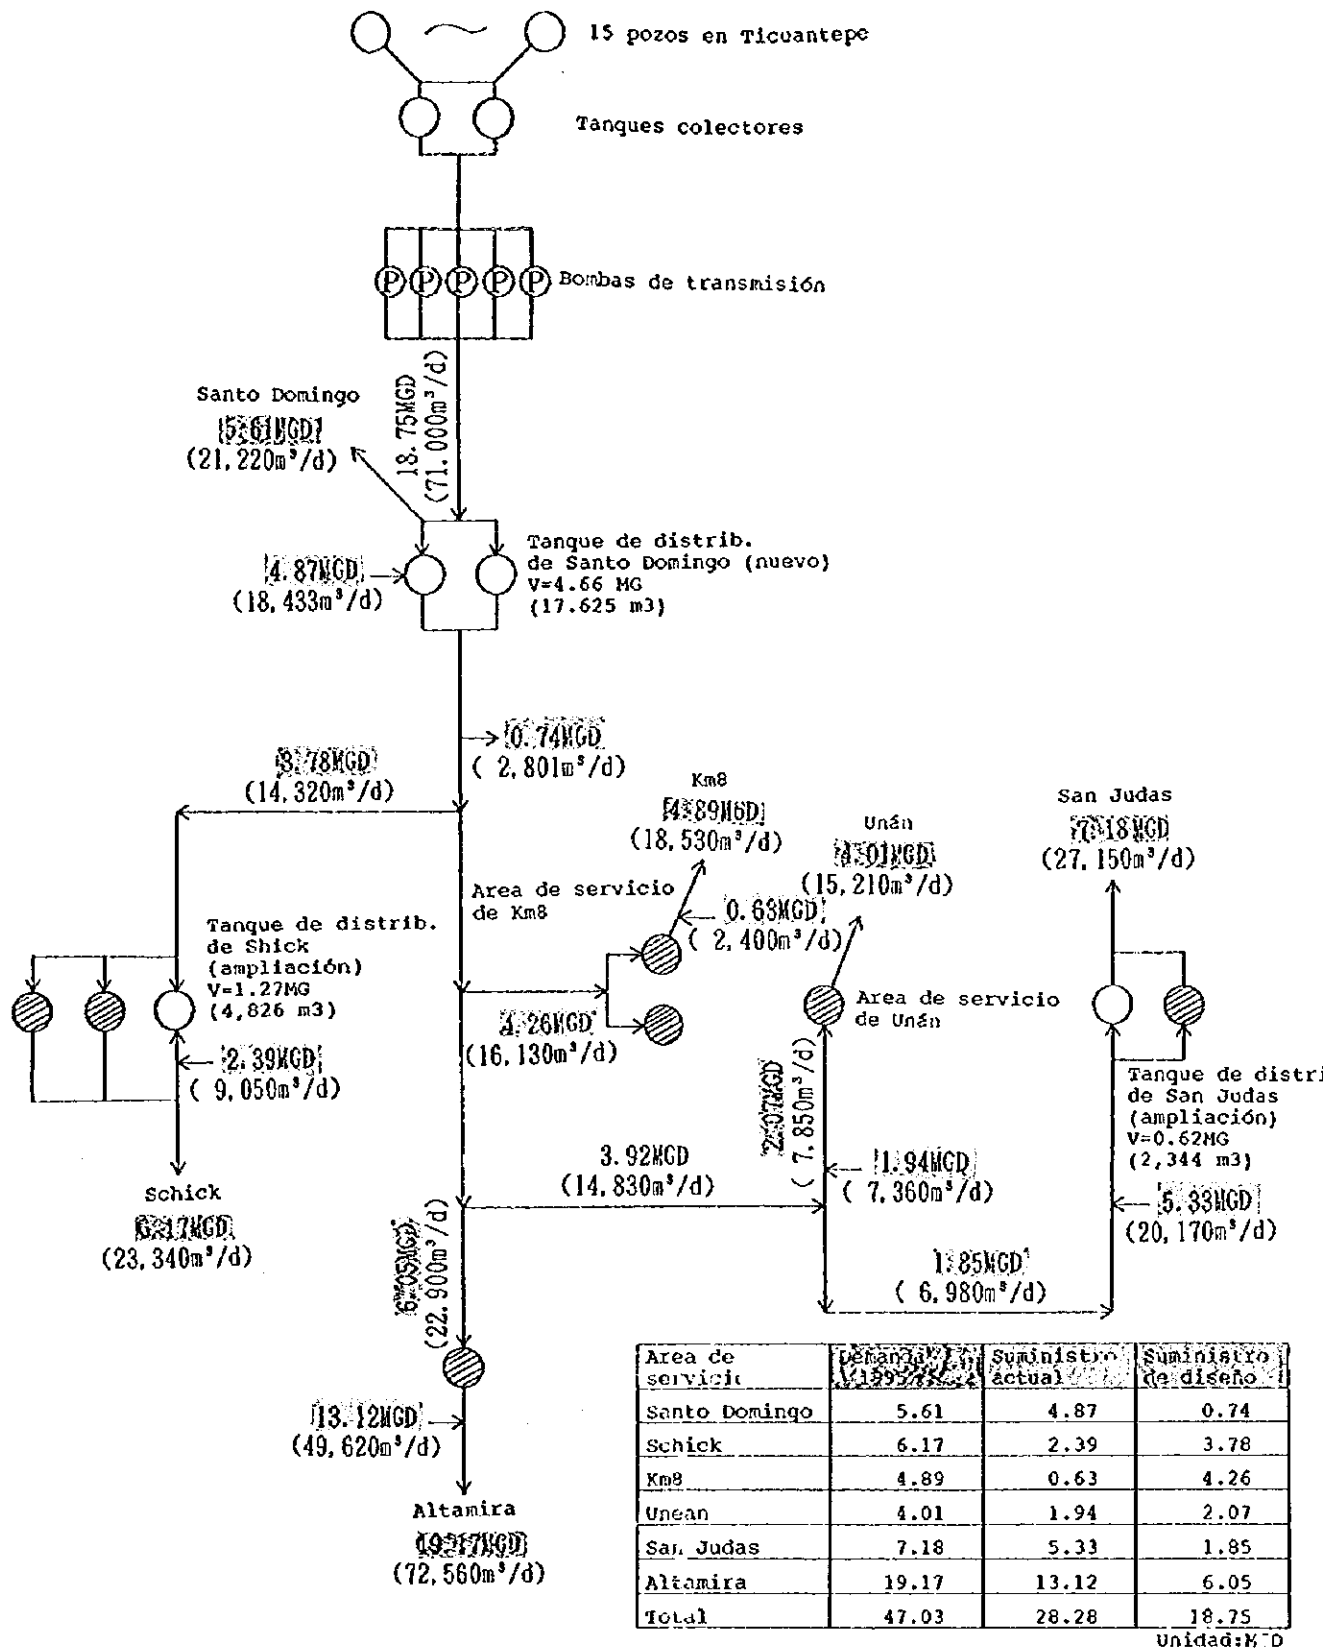 15 pozos en Ticuantepe
Tanques colectores
P P P P P Bombas de transmisión
18.75MGD
(71.000m³/d)
Santo Domingo
5.61MGD
(21,220m³/d)
Tanque de distrib.
de Santo Domingo (nuevo)
V=4.66 MG
(17.625 m3)
4.87MGD
(18,433m³/d)
0.74MGD
( 2,801m³/d)
3.78MGD
(14,320m³/d)
Km8
4.89MGD
(18,530m³/d)
Unán
4.01MGD
(15,210m³/d)
San Judas
7.18MGD
(27,150m³/d)
Area de servicio
de Km8
0.63MGD
( 2,400m³/d)
Tanque de distrib.
de Shick
(ampliación)
V=1.27MG
(4,826 m3)
Area de servicio
de Unán
4.26MGD
(16,130m³/d)
2.39MGD
( 9,050m³/d)
2.07MGD
( 7.850m³/d)
Tanque de distri
de San Judas
(ampliación)
V=0.62MG
(2,344 m3)
3.92MGD
(14,830m³/d)
1.94MGD
( 7,360m³/d)
5.33MGD
(20,170m³/d)
Schick
6.17MGD
(23,340m³/d)
6.05MGD
(22.900m³/d)
1.85MGD
( 6,980m³/d)
13.12MGD
(49,620m³/d)
Altamira
19.17MGD
(72,560m³/d)
Area de servicio Demanda 1995 Suministro actual Suministro de diseño
Santo Domingo 5.61 4.87 0.74
Schick 6.17 2.39 3.78
Km8 4.89 0.63 4.26
Unean 4.01 1.94 2.07
San Judas 7.18 5.33 1.85
Altamira 19.17 13.12 6.05
Total 47.03 28.28 18.75
Unidad: